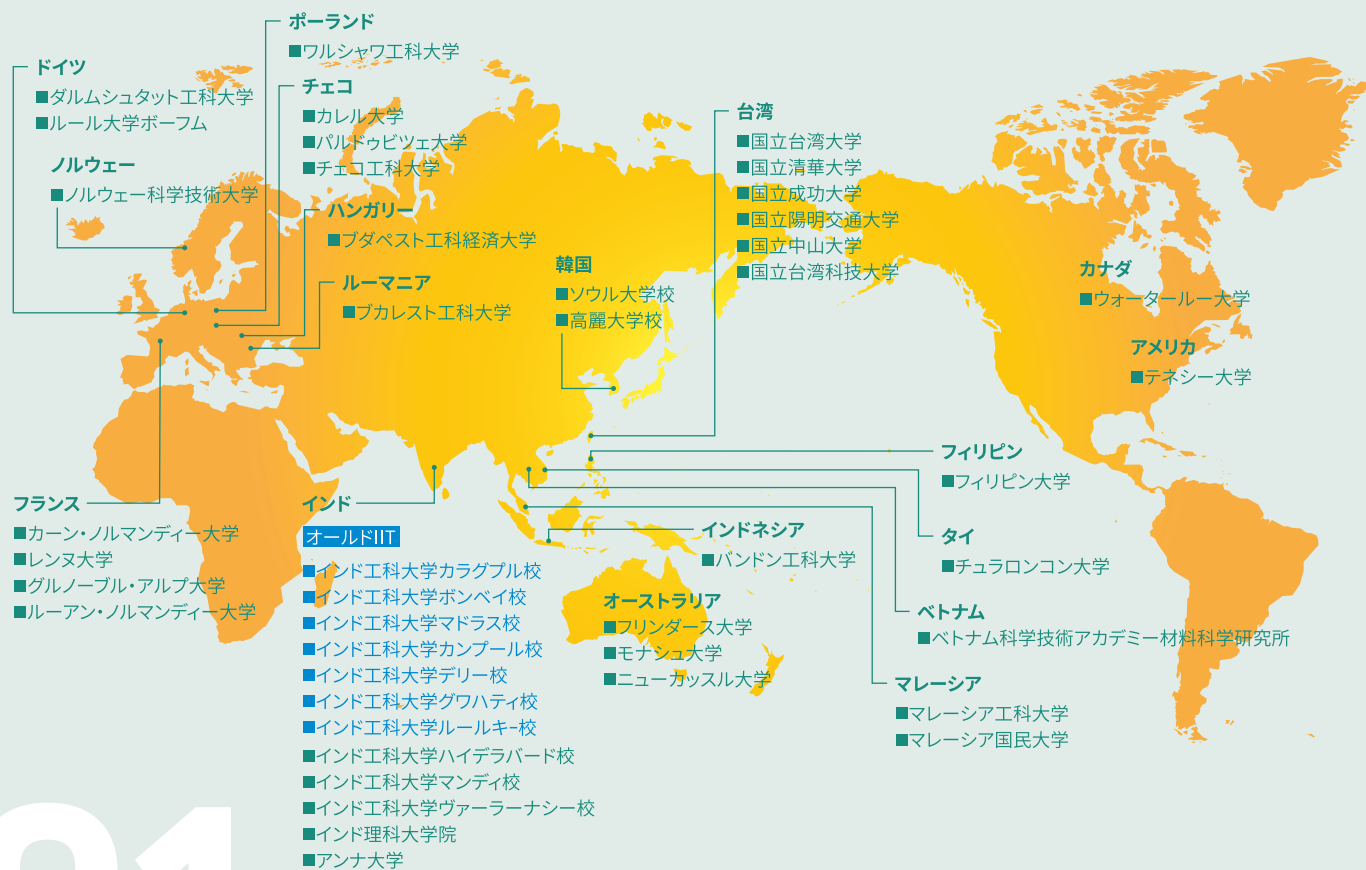 ポーランド
■ワルシャワ工科大学
ドイツ
■ダルムシュタット工科大学
■ルール大学ボーフム
チェコ
■カレル大学
■パルドゥビツェ大学
■チェコ工科大学
ノルウェー
■ノルウェー科学技術大学
ハンガリー
■ブダペスト工科経済大学
ルーマニア
■ブカレスト工科大学
韓国
■ソウル大学校
■高麗大学校
台湾
■国立台湾大学
■国立清華大学
■国立成功大学
■国立陽明交通大学
■国立中山大学
■国立台湾科技大学
カナダ
■ウォータールー大学
アメリカ
■テネシー大学
フランス
■カーン・ノルマンディー大学
■レンヌ大学
■グルノーブル・アルプ大学
■ルーアン・ノルマンディー大学
インド
オールドIIT
■インド工科大学カラグプル校
■インド工科大学ボンベイ校
■インド工科大学マドラス校
■インド工科大学カンプール校
■インド工科大学デリー校
■インド工科大学グワハティ校
■インド工科大学ルールキー校
■インド工科大学ハイデラバード校
■インド工科大学マンディ校
■インド工科大学ヴァーラーナシー校
■インド理科大学院
■アンナ大学
インドネシア
■バンドン工科大学
オーストラリア
■フリンダース大学
■モナシュ大学
■ニューカッスル大学
フィリピン
■フィリピン大学
タイ
■チュラロンコン大学
ベトナム
■ベトナム科学技術アカデミー材料科学研究所
マレーシア
■マレーシア工科大学
■マレーシア国民大学